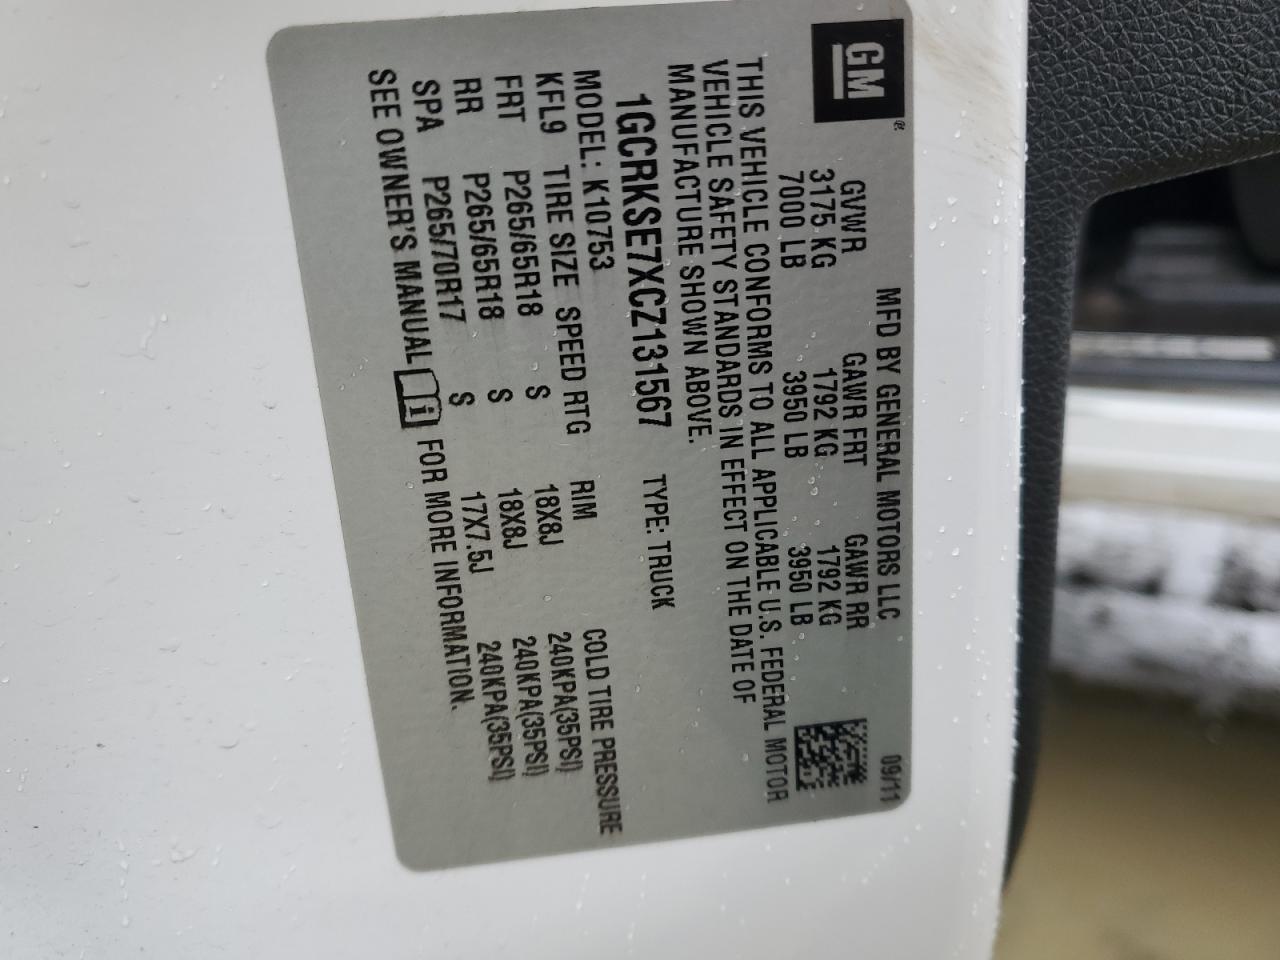 GM®
MFD BY GENERAL MOTORS LLC 09/11
GVWR GAWR FRT GAWR RR
3175 KG 1792 KG 1792 KG
7000 LB 3950 LB 3950 LB
THIS VEHICLE CONFORMS TO ALL APPLICABLE U.S. FEDERAL MOTOR
VEHICLE SAFETY STANDARDS IN EFFECT ON THE DATE OF
MANUFACTURE SHOWN ABOVE.
1GCRKSE7XCZ131567 TYPE: TRUCK
MODEL: K10753
KFL9 TIRE SIZE SPEED RTG RIM COLD TIRE PRESSURE
FRT P265/65R18 S 18X8J 240KPA(35PSI)
RR P265/65R18 S 18X8J 240KPA(35PSI)
SPA P265/70R17 S 17X7.5J 240KPA(35PSI)
SEE OWNER'S MANUAL i FOR MORE INFORMATION.